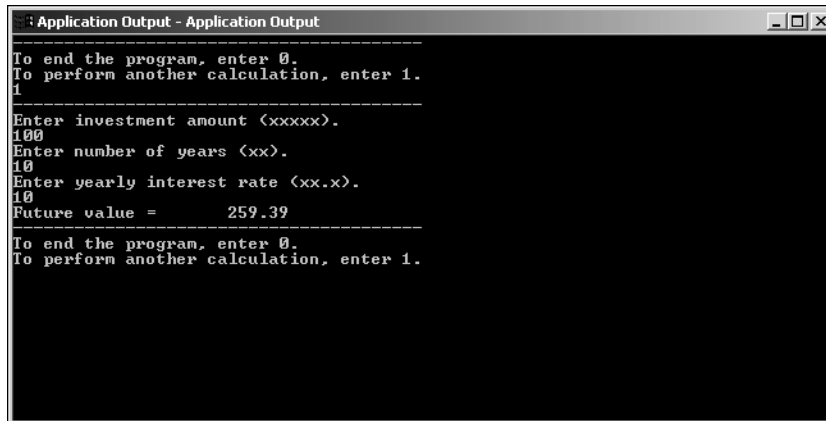 Application Output - Application Output
------------------------------------------
To end the program, enter 0.
To perform another calculation, enter 1.
1
------------------------------------------
Enter investment amount (xxxxx).
100
Enter number of years (xx).
10
Enter yearly interest rate (xx.x).
10
Future value =       259.39
------------------------------------------
To end the program, enter 0.
To perform another calculation, enter 1.